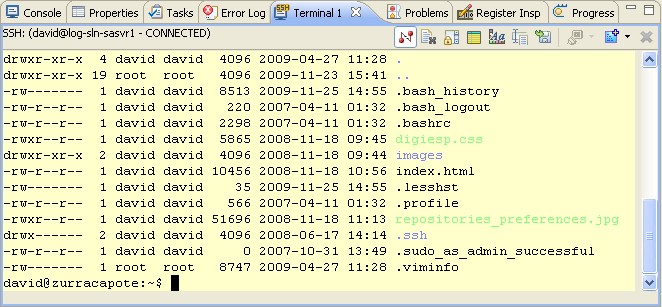 Console Properties Tasks Error Log Terminal 1 Problems Register Insp Progress
SSH: (david@log-sln-sasvr1 - CONNECTED)
drwxr-xr-x 4 david david 4096 2009-04-27 11:28 .
drwxr-xr-x 19 root root 4096 2009-11-23 15:41 ..
-rw------- 1 david david 8513 2009-11-25 14:55 .bash_history
-rw-r--r-- 1 david david 220 2007-04-11 01:32 .bash_logout
-rw-r--r-- 1 david david 2298 2007-04-11 01:32 .bashrc
-rwxr--r-- 1 david david 5865 2008-11-18 09:45 digiesp.css
drwxr-xr-x 2 david david 4096 2008-11-18 09:44 images
-rw-r--r-- 1 david david 10456 2008-11-18 10:56 index.html
-rw------- 1 david david 35 2009-11-25 14:55 .lesshst
-rw-r--r-- 1 david david 566 2007-04-11 01:32 .profile
-rwxr--r-- 1 david david 51696 2008-11-18 11:13 repositories_preferences.jpg
drwx------ 2 david david 4096 2008-06-17 14:14 .ssh
-rw-r--r-- 1 david david 0 2007-10-31 13:49 .sudo_as_admin_successful
-rw------- 1 root root 8747 2009-04-27 11:28 .viminfo
david@zurracapote:~$